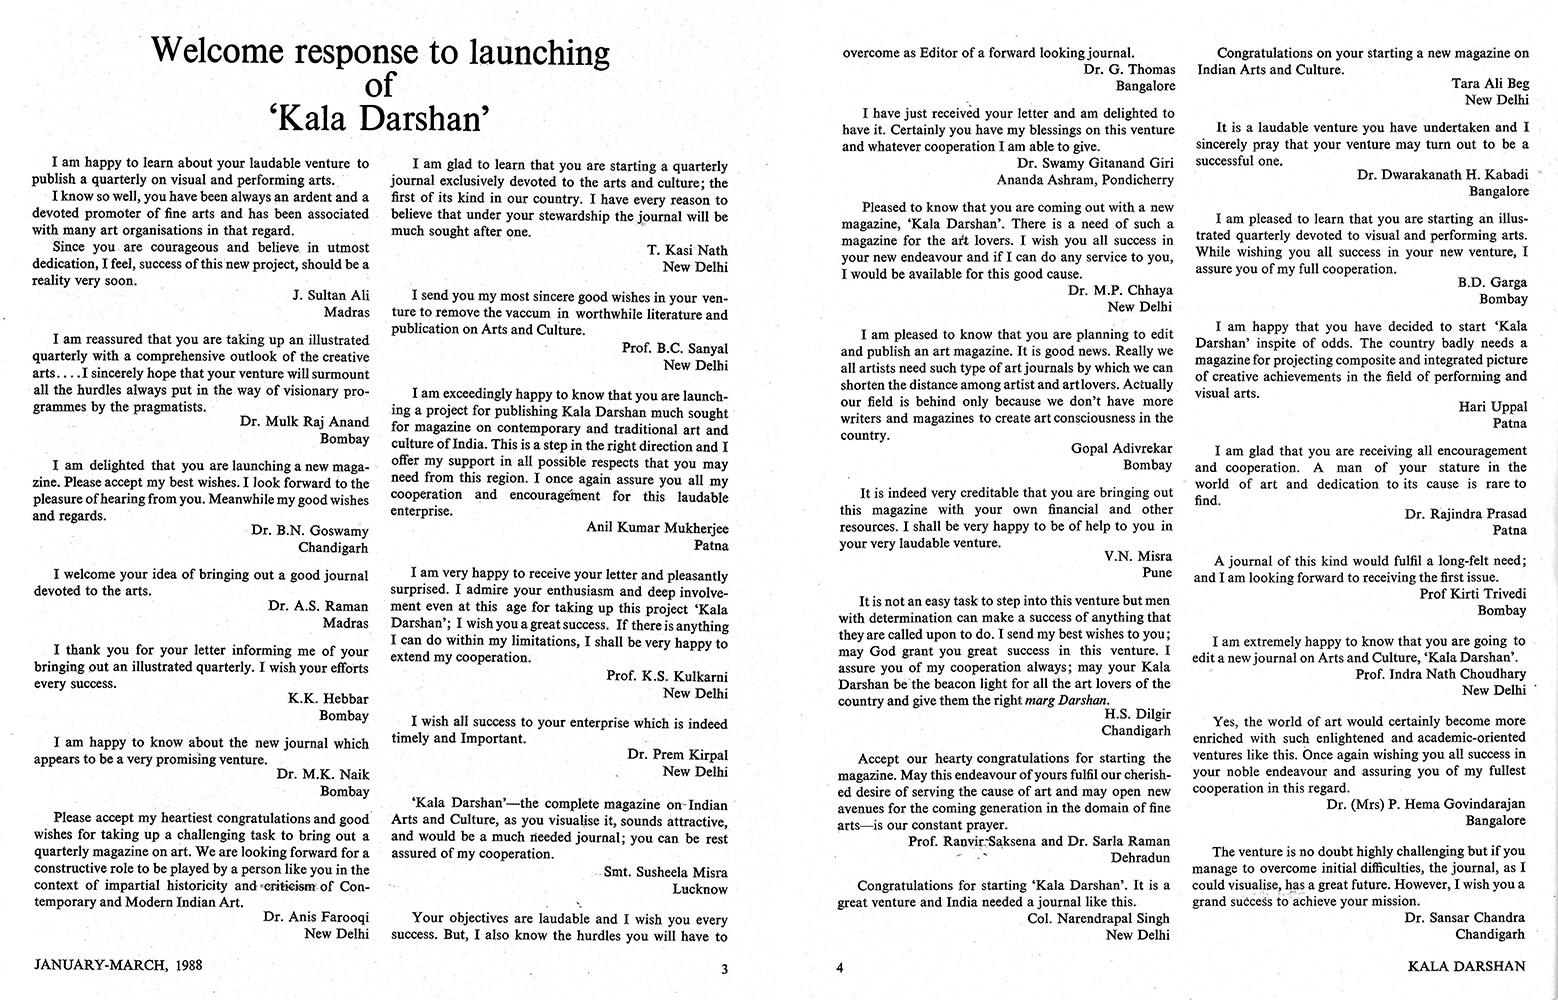 Welcome response to launching
of
‘Kala Darshan’
I am happy to learn about your laudable venture to
publish a quarterly on visual and performing arts.
I know so well, you have been always an ardent and a
devoted promoter of fine arts and has been associated
with many art organisations in that regard.
Since you are courageous and believe in utmost
dedication, I feel, success of this new project, should be a
reality very soon.
J. Sultan Ali
Madras
I am reassured that you are taking up an illustrated
quarterly with a comprehensive outlook of the creative
arts....I sincerely hope that your venture will surmount
all the hurdles always put in the way of visionary pro-
grammes by the pragmatists.
Dr. Mulk Raj Anand
Bombay
I am delighted that you are launching a new maga-
zine. Please accept my best wishes. I look forward to the
pleasure of hearing from you. Meanwhile my good wishes
and regards.
Dr. B.N. Goswamy
Chandigarh
I welcome your idea of bringing out a good journal
devoted to the arts.
Dr. A.S. Raman
Madras
I thank you for your letter informing me of your
bringing out an illustrated quarterly. I wish your efforts
every success.
K.K. Hebbar
Bombay
I am happy to know about the new journal which
appears to be a very promising venture.
Dr. M.K. Naik
Bombay
Please accept my heartiest congratulations and good
wishes for taking up a challenging task to bring out a
quarterly magazine on art. We are looking forward for a
constructive role to be played by a person like you in the
context of impartial historicity and criticism of Con-
temporary and Modern Indian Art.
Dr. Anis Farooqi
New Delhi
I am glad to learn that you are starting a quarterly
journal exclusively devoted to the arts and culture; the
first of its kind in our country. I have every reason to
believe that under your stewardship the journal will be
much sought after one.
T. Kasi Nath
New Delhi
I send you my most sincere good wishes in your ven-
ture to remove the vaccum in worthwhile literature and
publication on Arts and Culture.
Prof. B.C. Sanyal
New Delhi
I am exceedingly happy to know that you are launch-
ing a project for publishing Kala Darshan much sought
for magazine on contemporary and traditional art and
culture of India. This is a step in the right direction and I
offer my support in all possible respects that you may
need from this region. I once again assure you all my
cooperation and encouragement for this laudable
enterprise.
Anil Kumar Mukherjee
Patna
I am very happy to receive your letter and pleasantly
surprised. I admire your enthusiasm and deep involve-
ment even at this age for taking up this project ‘Kala
Darshan’; I wish you a great success. If there is anything
I can do within my limitations, I shall be very happy to
extend my cooperation.
Prof. K.S. Kulkarni
New Delhi
I wish all success to your enterprise which is indeed
timely and Important.
Dr. Prem Kirpal
New Delhi
‘Kala Darshan’—the complete magazine on Indian
Arts and Culture, as you visualise it, sounds attractive,
and would be a much needed journal; you can be rest
assured of my cooperation.
Smt. Susheela Misra
Lucknow
Your objectives are laudable and I wish you every
success. But, I also know the hurdles you will have to
JANUARY-MARCH, 1988
3
overcome as Editor of a forward looking journal.
Dr. G. Thomas
Bangalore
I have just received your letter and am delighted to
have it. Certainly you have my blessings on this venture
and whatever cooperation I am able to give.
Dr. Swamy Gitanand Giri
Ananda Ashram, Pondicherry
Pleased to know that you are coming out with a new
magazine, ‘Kala Darshan’. There is a need of such a
magazine for the art lovers. I wish you all success in
your new endeavour and if I can do any service to you,
I would be available for this good cause.
Dr. M.P. Chhaya
New Delhi
I am pleased to know that you are planning to edit
and publish an art magazine. It is good news. Really we
all artists need such type of art journals by which we can
shorten the distance among artist and artlovers. Actually
our field is behind only because we don’t have more
writers and magazines to create art consciousness in the
country.
Gopal Adivrekar
Bombay
It is indeed very creditable that you are bringing out
this magazine with your own financial and other
resources. I shall be very happy to be of help to you in
your very laudable venture.
V.N. Misra
Pune
It is not an easy task to step into this venture but men
with determination can make a success of anything that
they are called upon to do. I send my best wishes to you;
may God grant you great success in this venture. I
assure you of my cooperation always; may your Kala
Darshan be the beacon light for all the art lovers of the
country and give them the right marg Darshan.
H.S. Dilgir
Chandigarh
Accept our hearty congratulations for starting the
magazine. May this endeavour of yours fulfil our cherish-
ed desire of serving the cause of art and may open new
avenues for the coming generation in the domain of fine
arts—is our constant prayer.
Prof. Ranvir Saksena and Dr. Sarla Raman
Dehradun
Congratulations for starting ‘Kala Darshan’. It is a
great venture and India needed a journal like this.
Col. Narendrapal Singh
New Delhi
Congratulations on your starting a new magazine on
Indian Arts and Culture.
Tara Ali Beg
New Delhi
It is a laudable venture you have undertaken and I
sincerely pray that your venture may turn out to be a
successful one.
Dr. Dwarakanath H. Kabadi
Bangalore
I am pleased to learn that you are starting an illus-
trated quarterly devoted to visual and performing arts.
While wishing you all success in your new venture, I
assure you of my full cooperation.
B.D. Garga
Bombay
I am happy that you have decided to start ‘Kala
Darshan’ inspite of odds. The country badly needs a
magazine for projecting composite and integrated picture
of creative achievements in the field of performing and
visual arts.
Hari Uppal
Patna
I am glad that you are receiving all encouragement
and cooperation. A man of your stature in the
world of art and dedication to its cause is rare to
find.
Dr. Rajindra Prasad
Patna
A journal of this kind would fulfil a long-felt need;
and I am looking forward to receiving the first issue.
Prof Kirti Trivedi
Bombay
I am extremely happy to know that you are going to
edit a new journal on Arts and Culture, ‘Kala Darshan’.
Prof. Indra Nath Choudhary
New Delhi
Yes, the world of art would certainly become more
enriched with such enlightened and academic-oriented
ventures like this. Once again wishing you all success in
your noble endeavour and assuring you of my fullest
cooperation in this regard.
Dr. (Mrs) P. Hema Govindarajan
Bangalore
The venture is no doubt highly challenging but if you
manage to overcome initial difficulties, the journal, as I
could visualise, has a great future. However, I wish you a
grand success to achieve your mission.
Dr. Sansar Chandra
Chandigarh
4
KALA DARSHAN